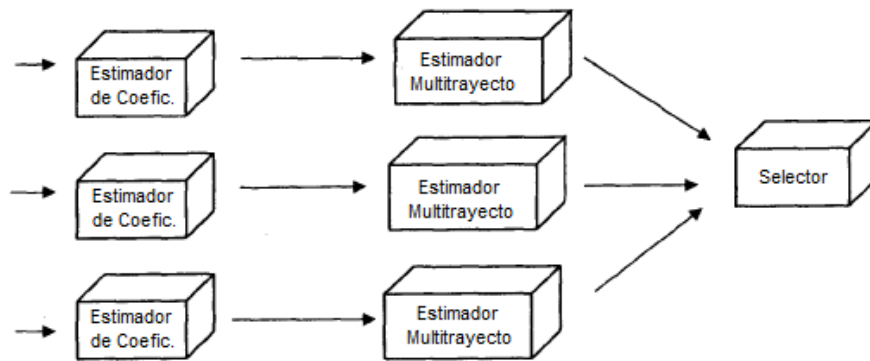 Estimador
de Coefic.
Estimador
Multitrayecto
Estimador
de Coefic.
Estimador
Multitrayecto
Selector
Estimador
de Coefic.
Estimador
Multitrayecto